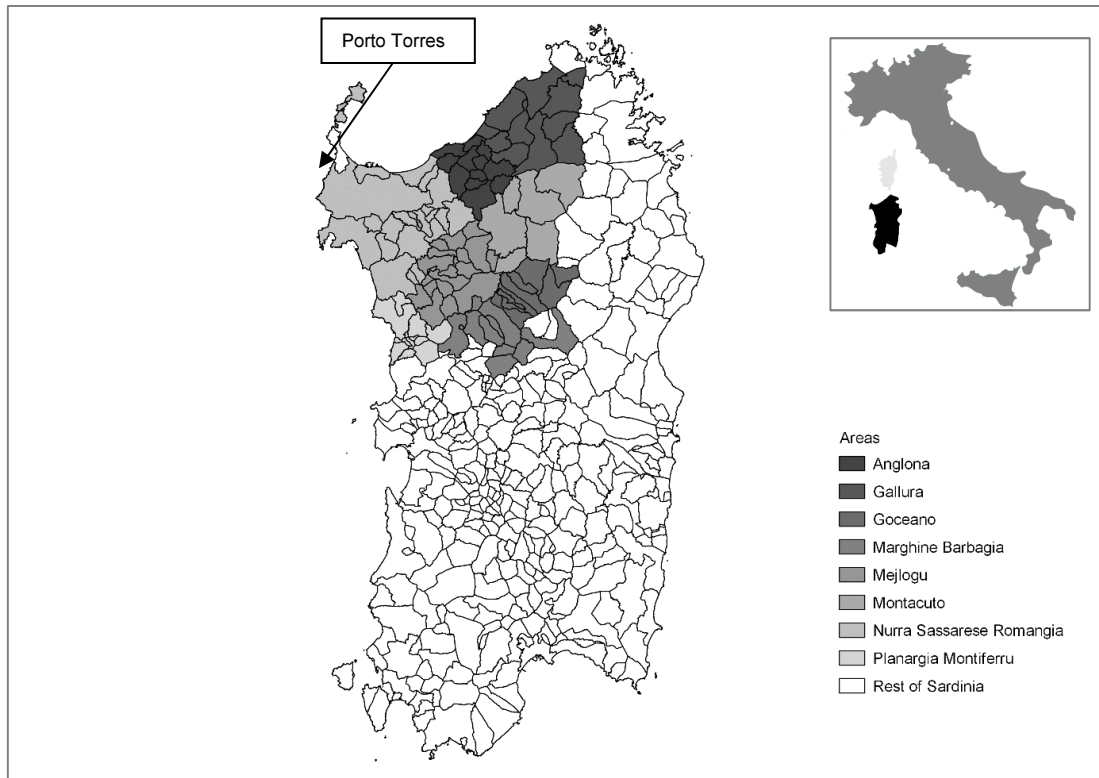 Porto Torres
Areas
Anglona
Gallura
Goceano
Marghine Barbagia
Mejlogu
Montacuto
Nurra Sassarese Romangia
Planargia Montiferru
Rest of Sardinia